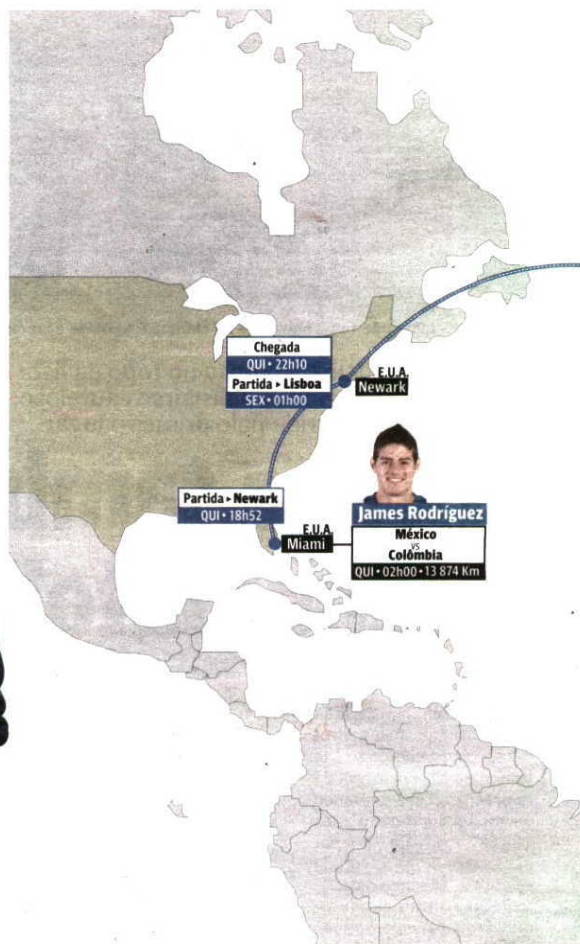 Chegada
QUI • 22h10
Partida ▸ Lisboa
SEX • 01h00
E.U.A.
Newark
Partida ▸ Newark
QUI • 18h52
E.U.A.
Miami
James Rodríguez
México
vs
Colômbia
QUI • 02h00 • 13 874 Km